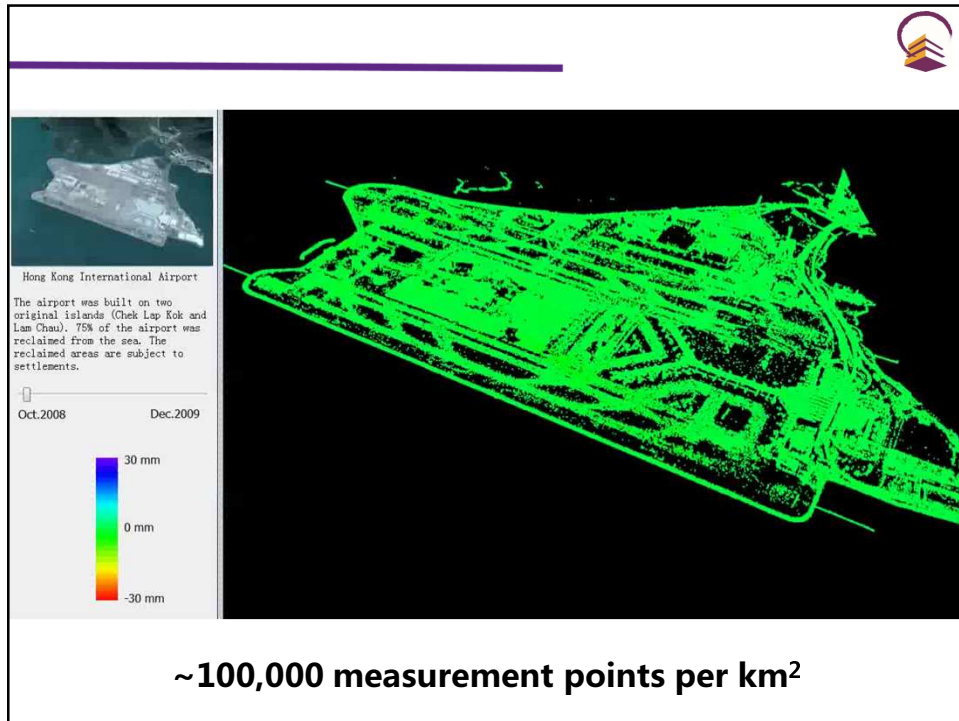 Hong Kong International Airport
The airport was built on two
original islands (Chek Lap Kok and
Lam Chau). 75% of the airport was
reclaimed from the sea. The
reclaimed areas are subject to
settlements.
Oct.2008 Dec.2009
30 mm
0 mm
-30 mm
~100,000 measurement points per km²